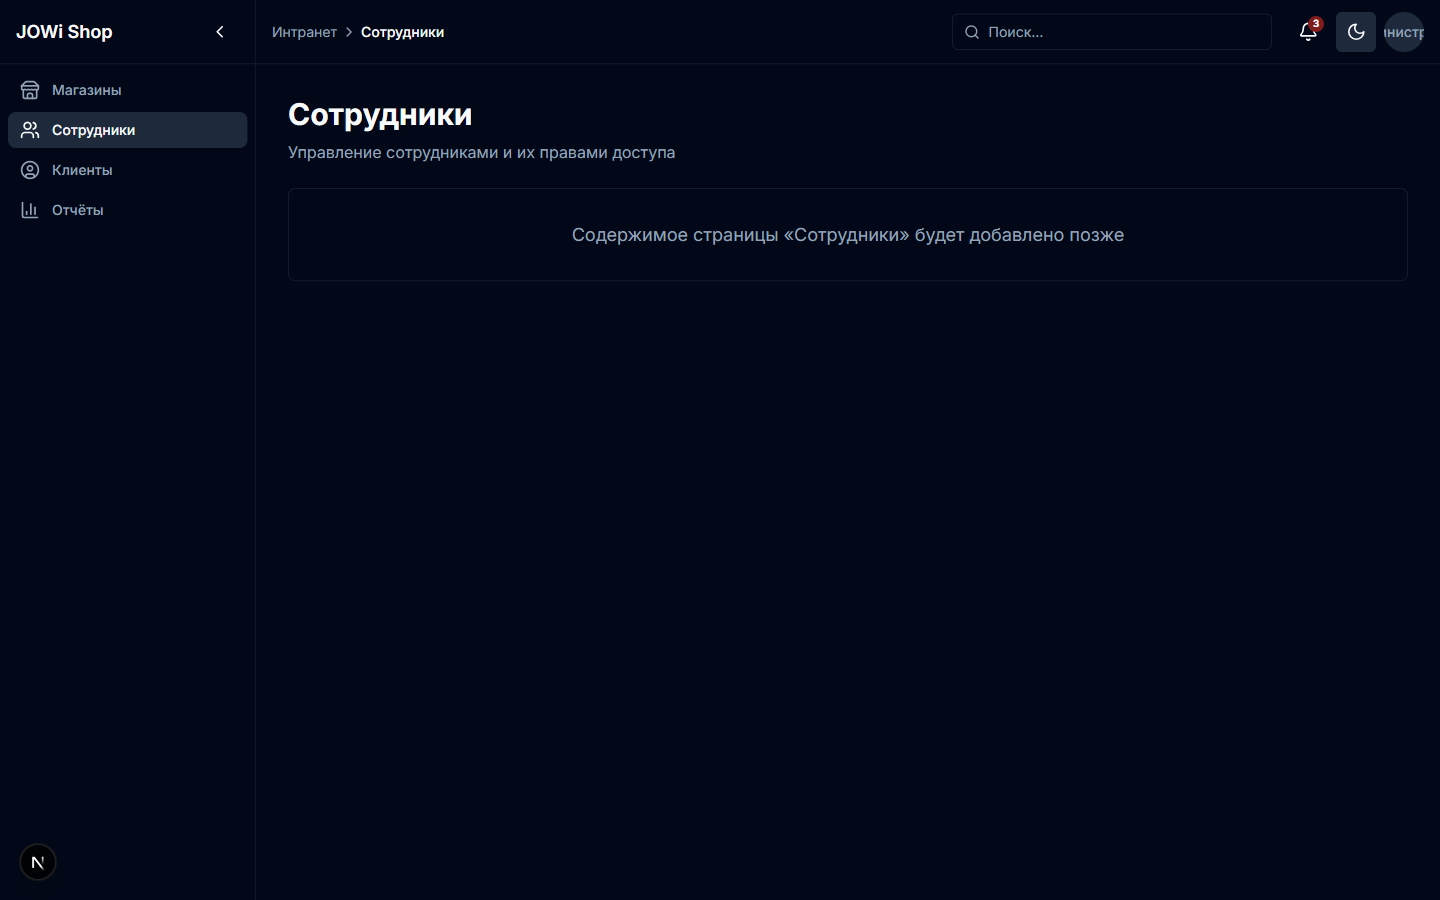 JOWi Shop
Интранет
Сотрудники
Поиск...
3
нистр
Магазины
Сотрудники
Клиенты
Отчёты
Сотрудники
Управление сотрудниками и их правами доступа
Содержимое страницы «Сотрудники» будет добавлено позже
N